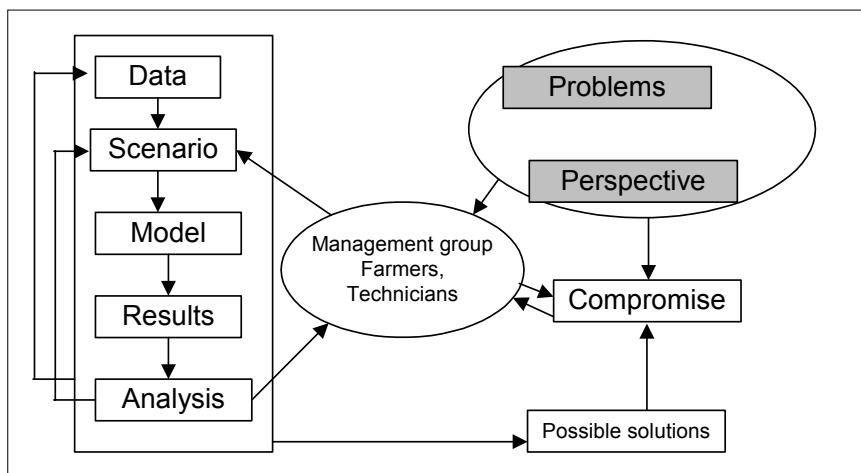 Data
Scenario
Model
Results
Analysis
Management group
Farmers,
Technicians
Problems
Perspective
Compromise
Possible solutions